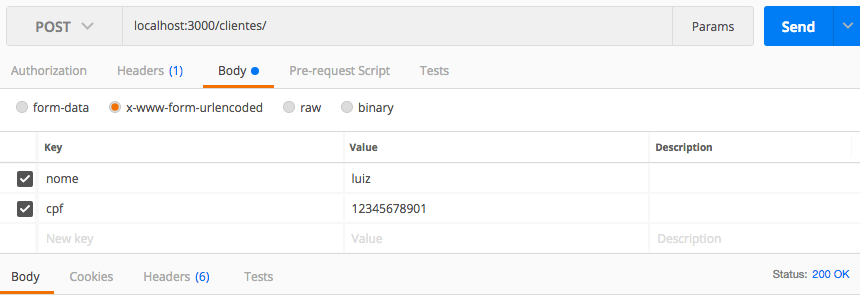 POST localhost:3000/clientes/ Params Send
Authorization Headers (1) Body Pre-request Script Tests
form-data x-www-form-urlencoded raw binary
Key Value Description
nome luiz
cpf 12345678901
New key Value Description
Body Cookies Headers (6) Tests Status: 200 OK